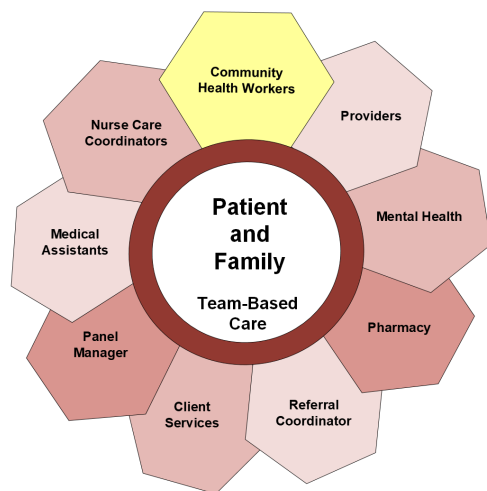 Community
Health Workers
Providers
Mental Health
Pharmacy
Referral
Coordinator
Client
Services
Panel
Manager
Medical
Assistants
Nurse Care
Coordinators
Patient
and
Family
Team-Based
Care